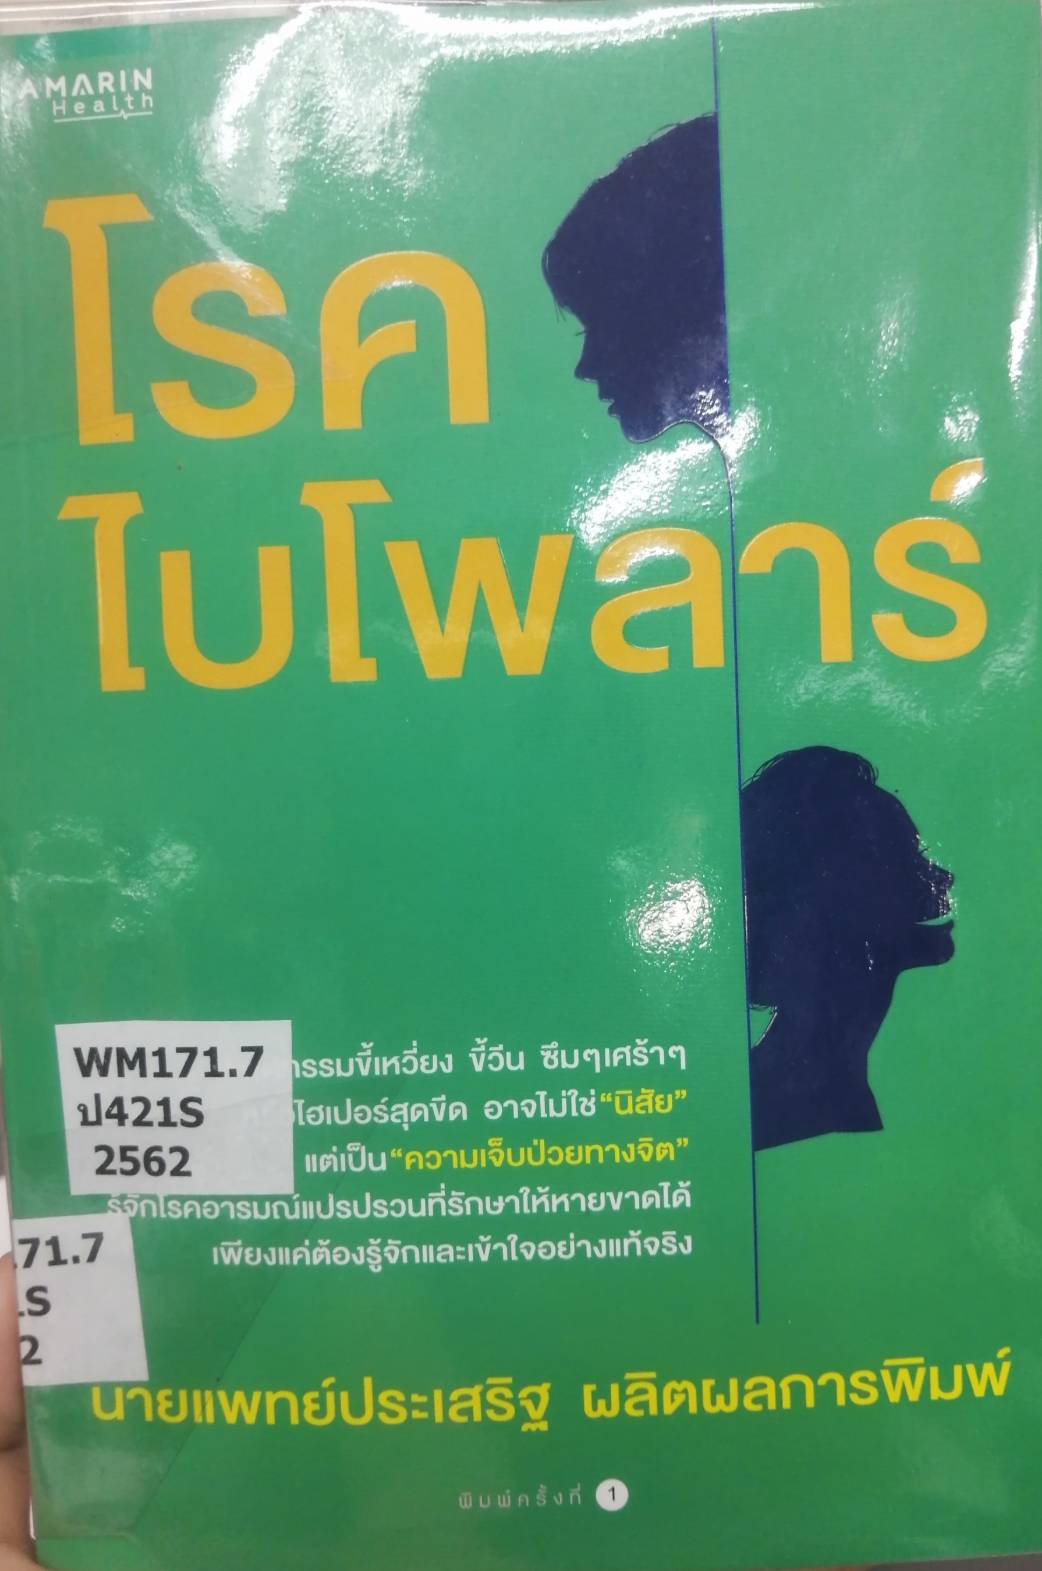 AMARIN
Health
โรค
ไบโพลาร์
WM171.7
ป421S
2562
ขี้เหวี่ยง ขี้วีน ซึมๆเศร้าๆ
ไฮเปอร์สุดขีด อาจไม่ใช่“นิสัย”
แต่เป็น“ความเจ็บป่วยทางจิต”
รู้จักโรคอารมณ์แปรปรวนที่รักษาให้หายขาดได้
เพียงแค่ต้องรู้จักและเข้าใจอย่างแท้จริง
71.7
S
2
นายแพทย์ประเสริฐ ผลิตผลการพิมพ์
พิมพ์ครั้งที่ 1